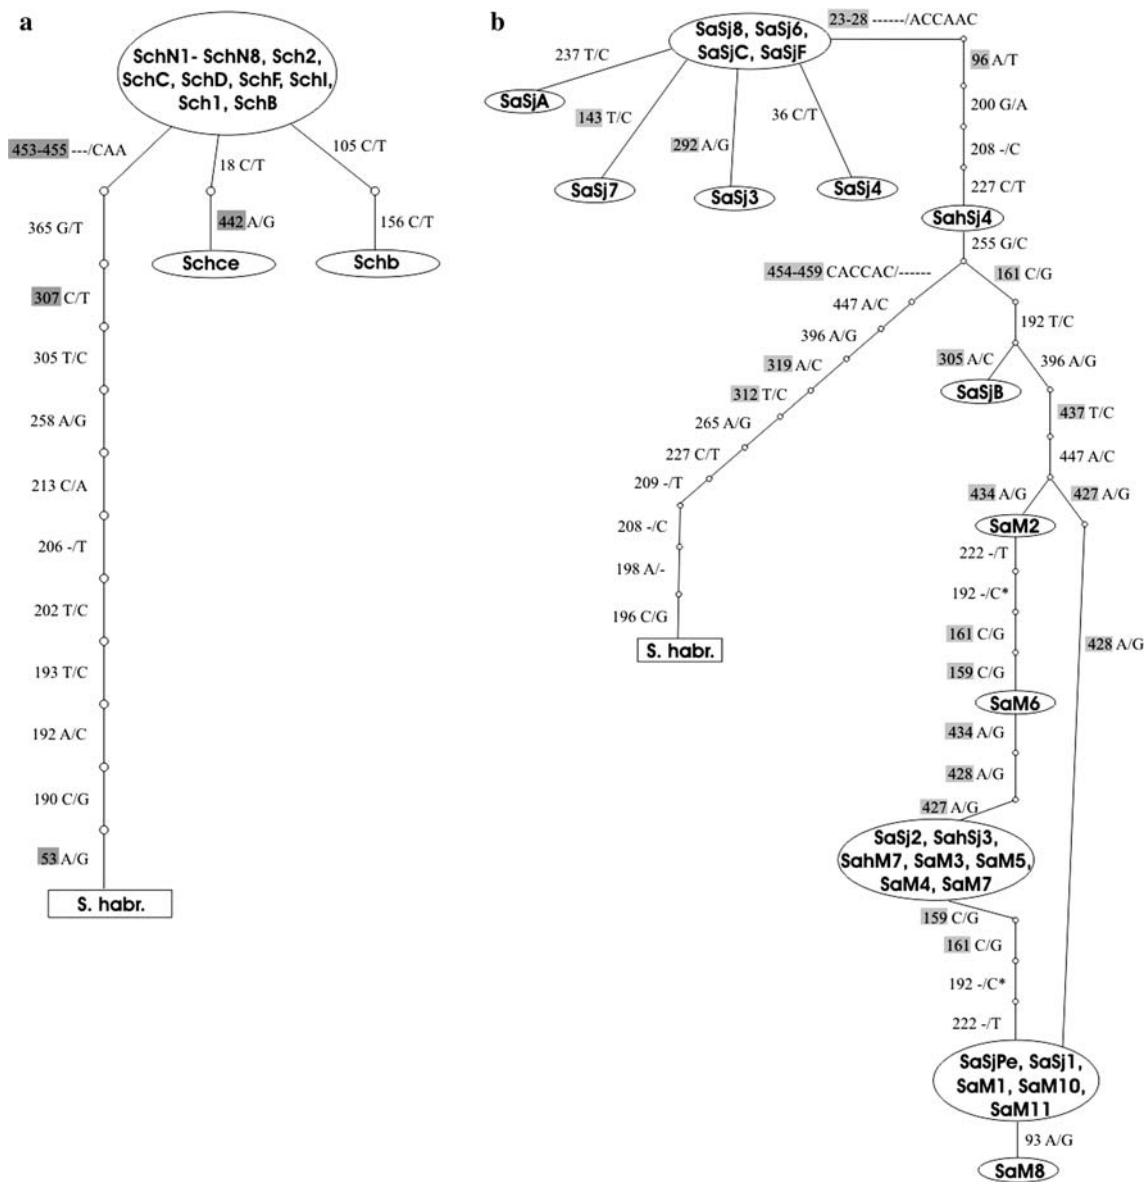 a
SchN1- SchN8, Sch2,
SchC, SchD, SchF, SchI,
Sch1, SchB
453-455 ---/CAA
18 C/T
105 C/T
365 G/T
442 A/G
156 C/T
Schce
Schb
307 C/T
305 T/C
258 A/G
213 C/A
206 -/T
202 T/C
193 T/C
192 A/C
190 C/G
53 A/G
S. habr.
b
SaSj8, SaSj6,
SaSjC, SaSjF
23-28 ------/ACCAAC
237 T/C
96 A/T
SaSjA
143 T/C
36 C/T
200 G/A
292 A/G
208 -/C
SaSj7
SaSj3
SaSj4
227 C/T
SahSj4
255 G/C
454-459 CACCAC/------
161 C/G
447 A/C
192 T/C
396 A/G
305 A/C
396 A/G
319 A/C
SaSjB
312 T/C
437 T/C
265 A/G
227 C/T
447 A/C
209 -/T
434 A/G
427 A/G
SaM2
208 -/C
222 -/T
198 A/-
192 -/C*
196 C/G
161 C/G
428 A/G
S. habr.
159 C/G
SaM6
434 A/G
428 A/G
427 A/G
SaSj2, SahSj3,
SahM7, SaM3, SaM5,
SaM4, SaM7
159 C/G
161 C/G
192 -/C*
222 -/T
SaSjPe, SaSj1,
SaM1, SaM10,
SaM11
93 A/G
SaM8